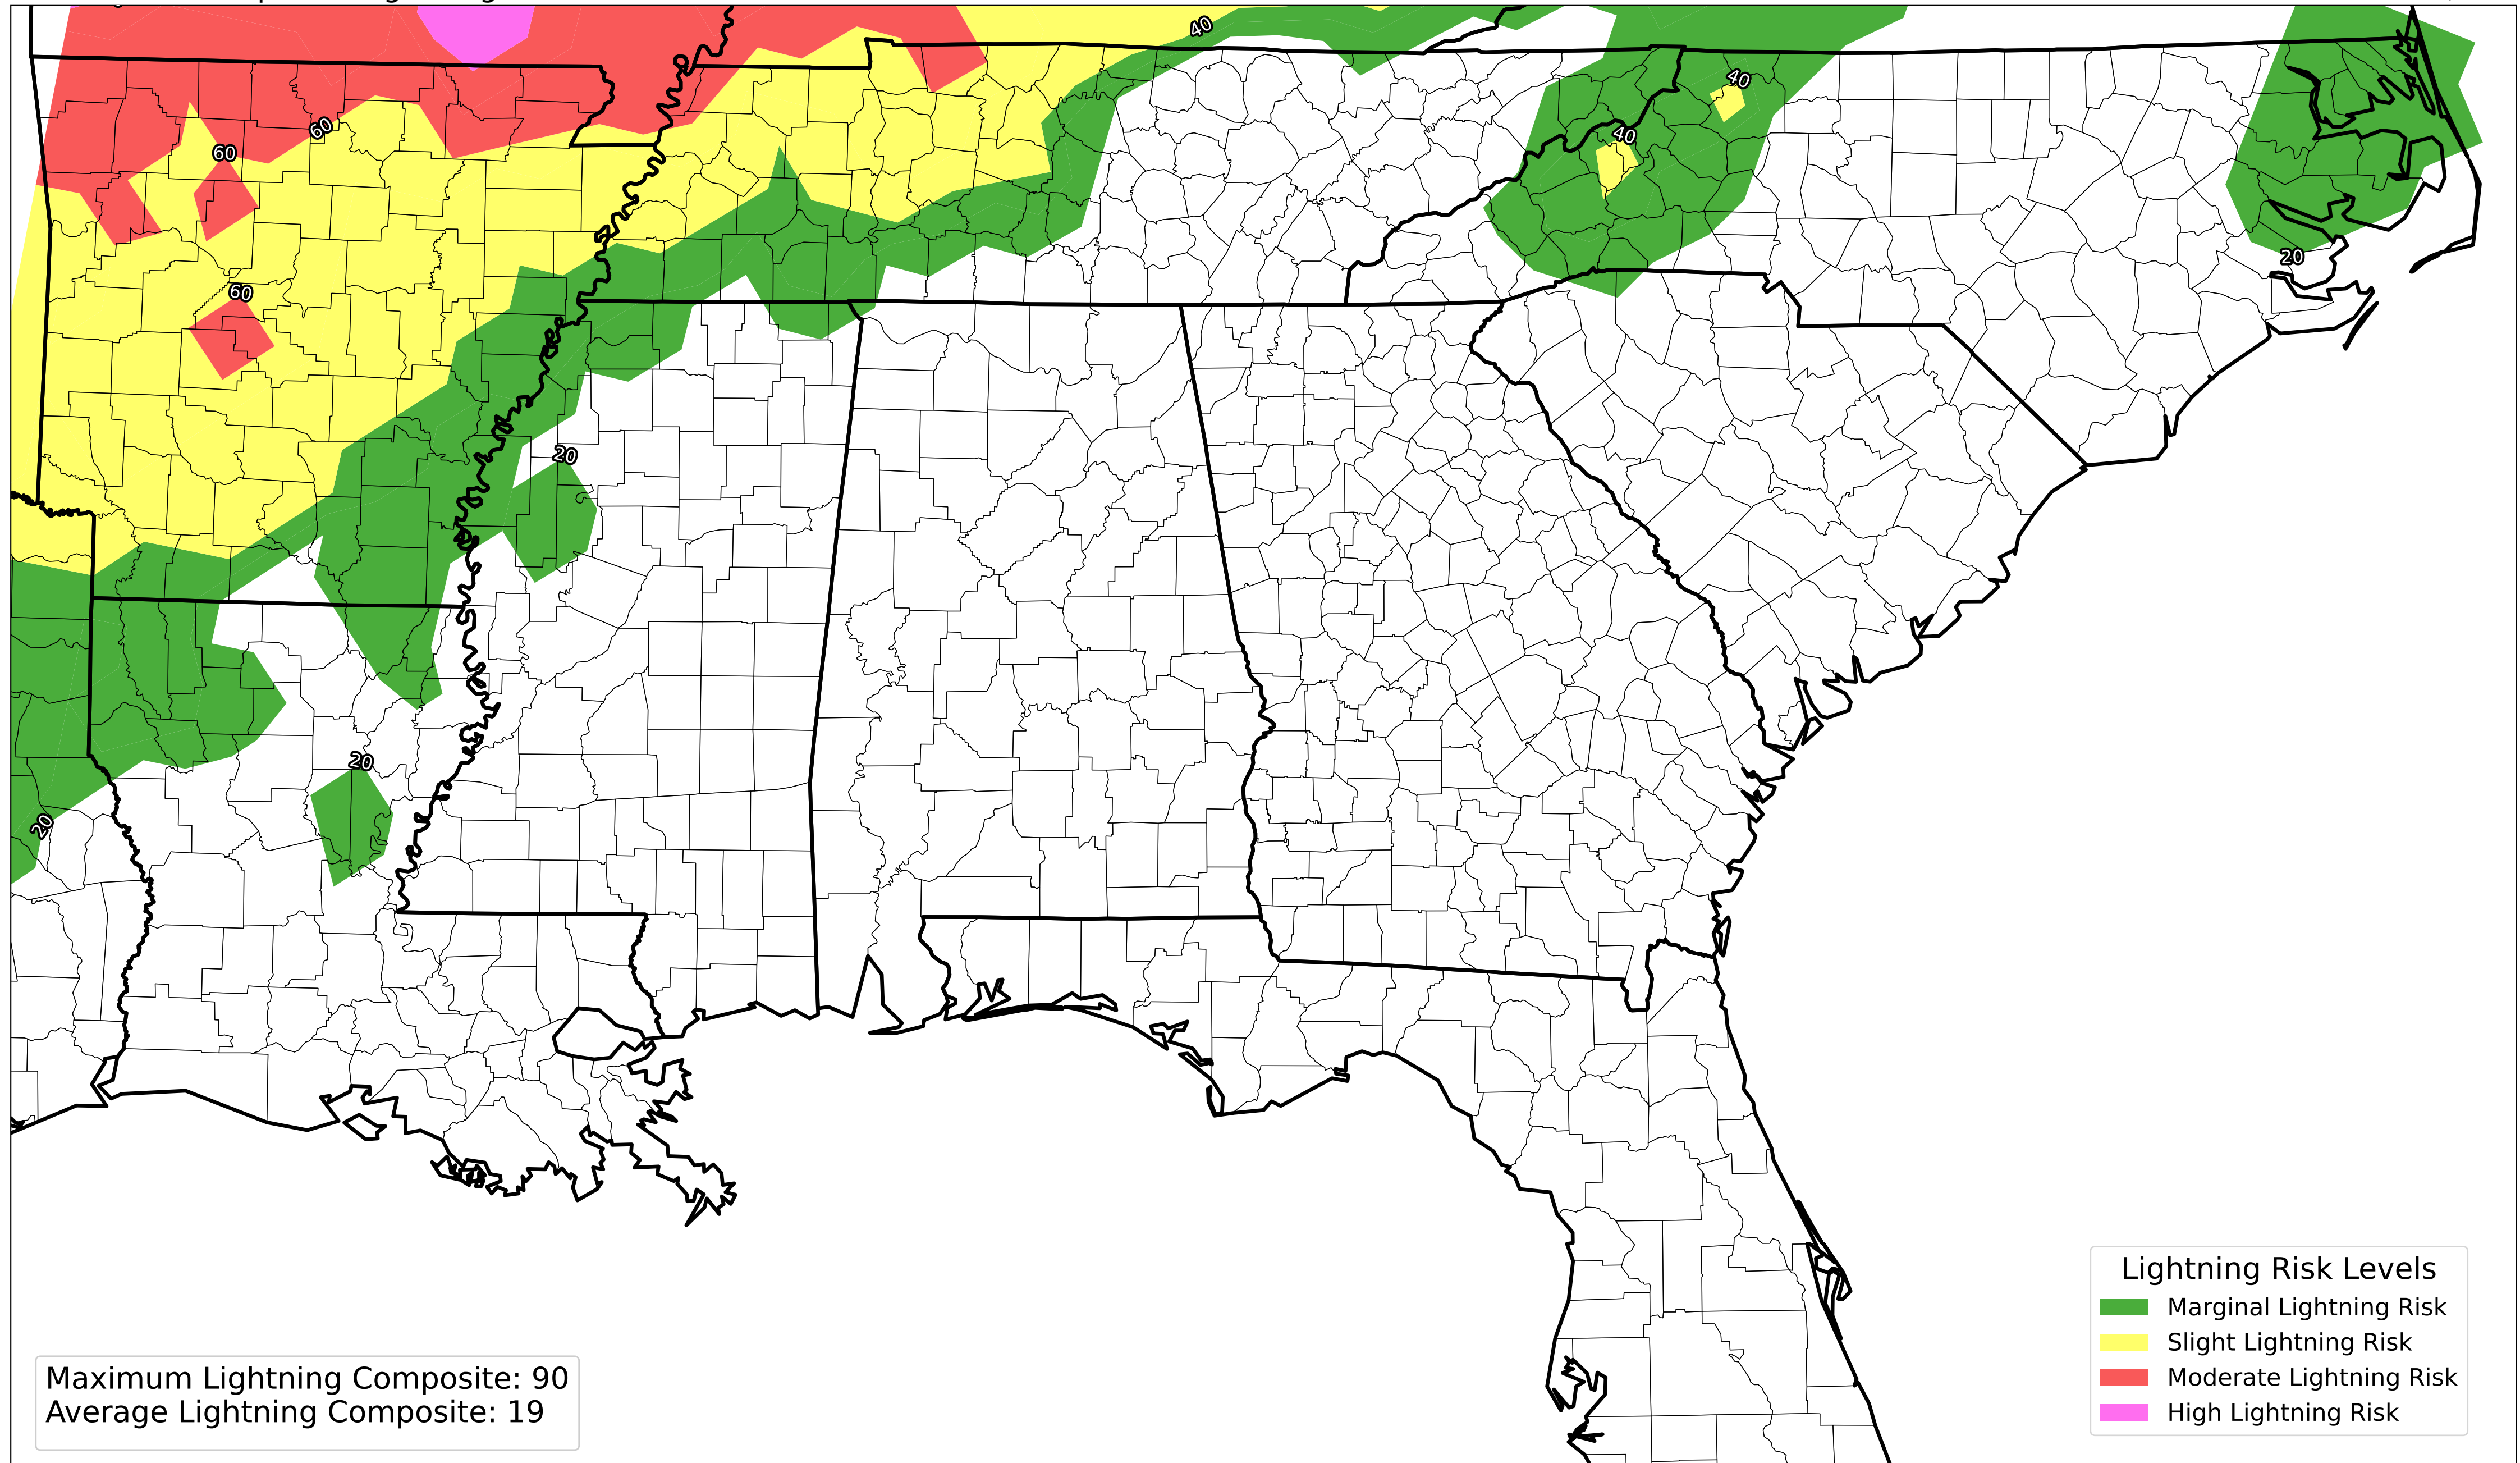 40
40
40
60
60
20
60
20
20
20
Lightning Risk Levels
Marginal Lightning Risk
Slight Lightning Risk
Moderate Lightning Risk
High Lightning Risk
Maximum Lightning Composite: 90
Average Lightning Composite: 19